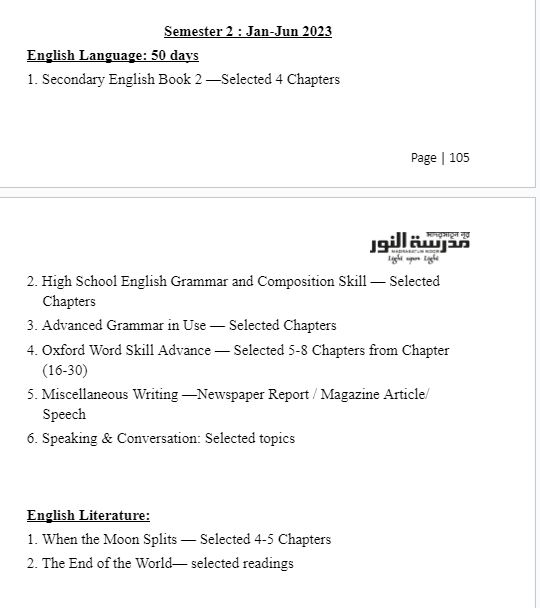 Semester 2 : Jan-Jun 2023
English Language: 50 days
1. Secondary English Book 2 —Selected 4 Chapters
Page | 105
مدرسة النور
Light upon Light
2. High School English Grammar and Composition Skill — Selected
Chapters
3. Advanced Grammar in Use — Selected Chapters
4. Oxford Word Skill Advance — Selected 5-8 Chapters from Chapter
(16-30)
5. Miscellaneous Writing —Newspaper Report / Magazine Article/
Speech
6. Speaking & Conversation: Selected topics
English Literature:
1. When the Moon Splits — Selected 4-5 Chapters
2. The End of the World— selected readings